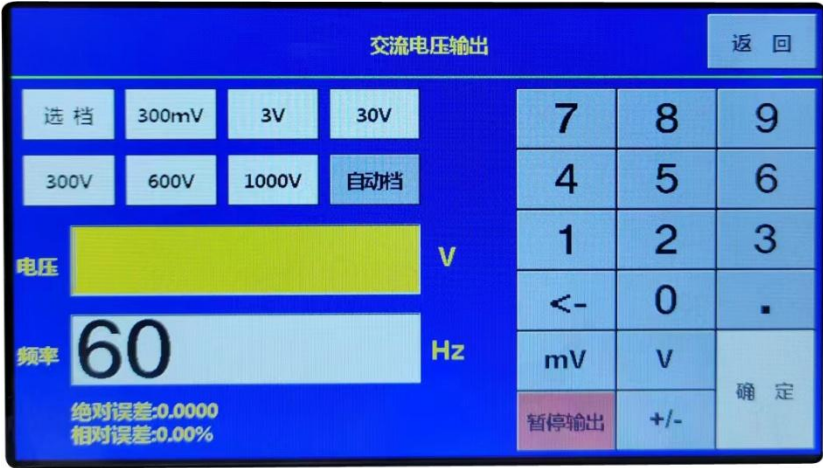 交流电压输出
返 回
选 档 300mV 3V 30V
300V 600V 1000V 自动档
电压 V
频率 60 Hz
绝对误差:0.0000
相对误差:0.00%
7 8 9
4 5 6
1 2 3
<- 0 .
mV V
确 定
暂停输出 +/-